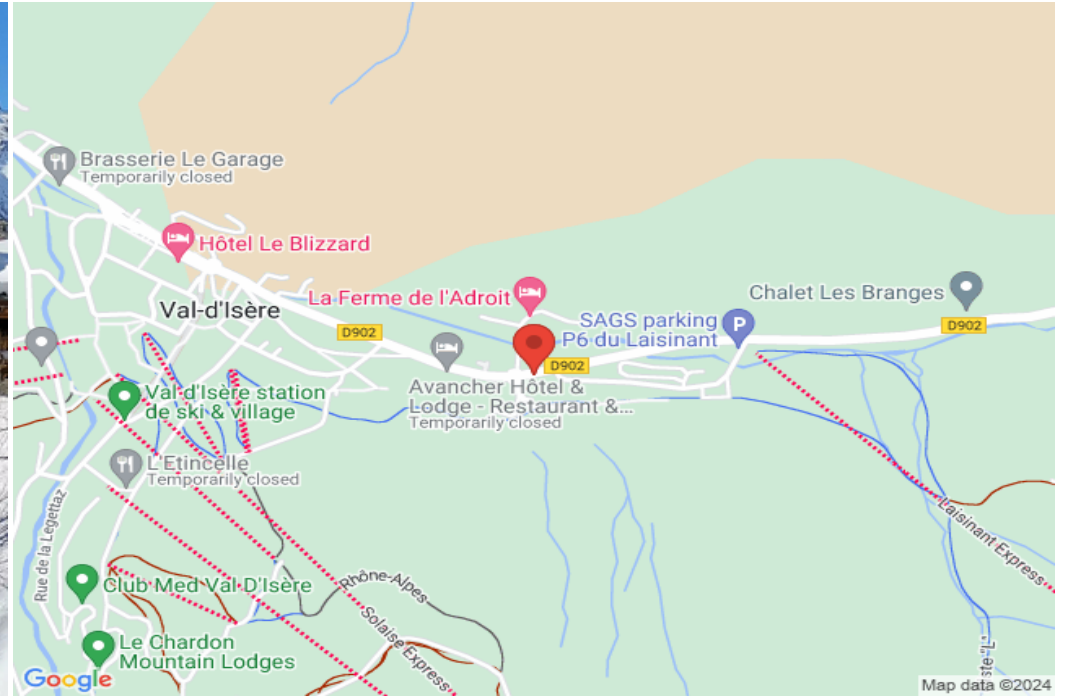 Brasserie Le Garage
Temporarily closed
Hôtel Le Blizzard
La Ferme de l'Adroit
Chalet Les Branges
Val-d'Isère
SAGS parking
P6 du Laisinant
P
D902
D902
D902
Avancher Hôtel &
Lodge - Restaurant &...
Temporarily closed
Val d'Isère station
de ski & village
L'Etincelle
Temporarily closed
Rue de la Legettaz
Laisinant Express
Club Med Val D'Isère
Rhône-Alpes
Solaise Express
Le Chardon
Mountain Lodges
iste "L"
Google
Map data ©2024